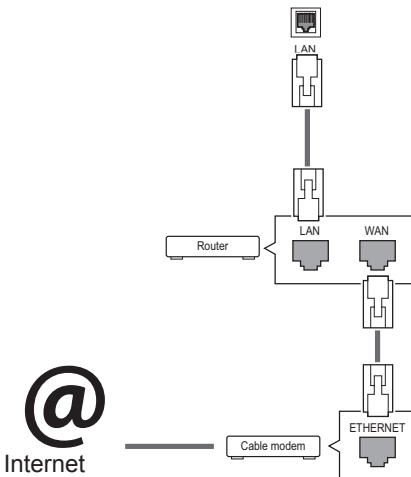 LAN
LAN
WAN
Router
ETHERNET
Cable modem
@
Internet